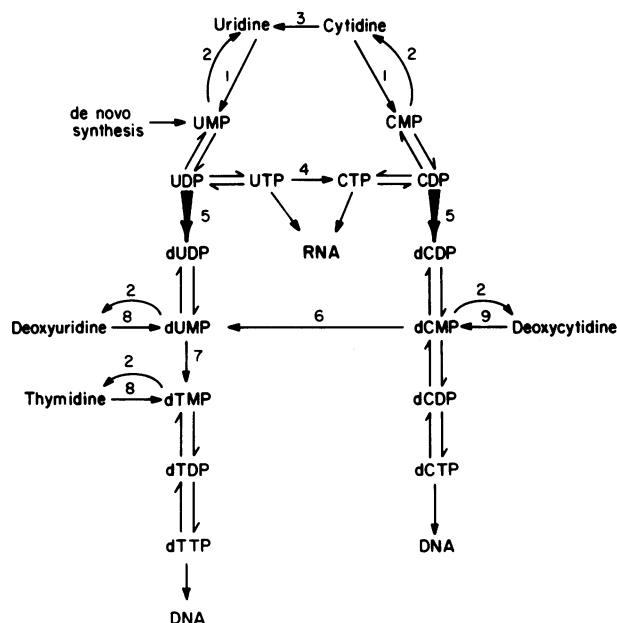 Uridine 3 Cytidine
2 1 1 2
de novo
synthesis UMP CMP
UDP UTP 4 CTP CDP
5 RNA 5
dUDP dCDP
2 2
Deoxyuridine 8 dUMP 6 dCMP 9 Deoxycytidine
7
2
Thymidine 8 dTMP dCDP
dTDP dCTP
dTTP DNA
DNA